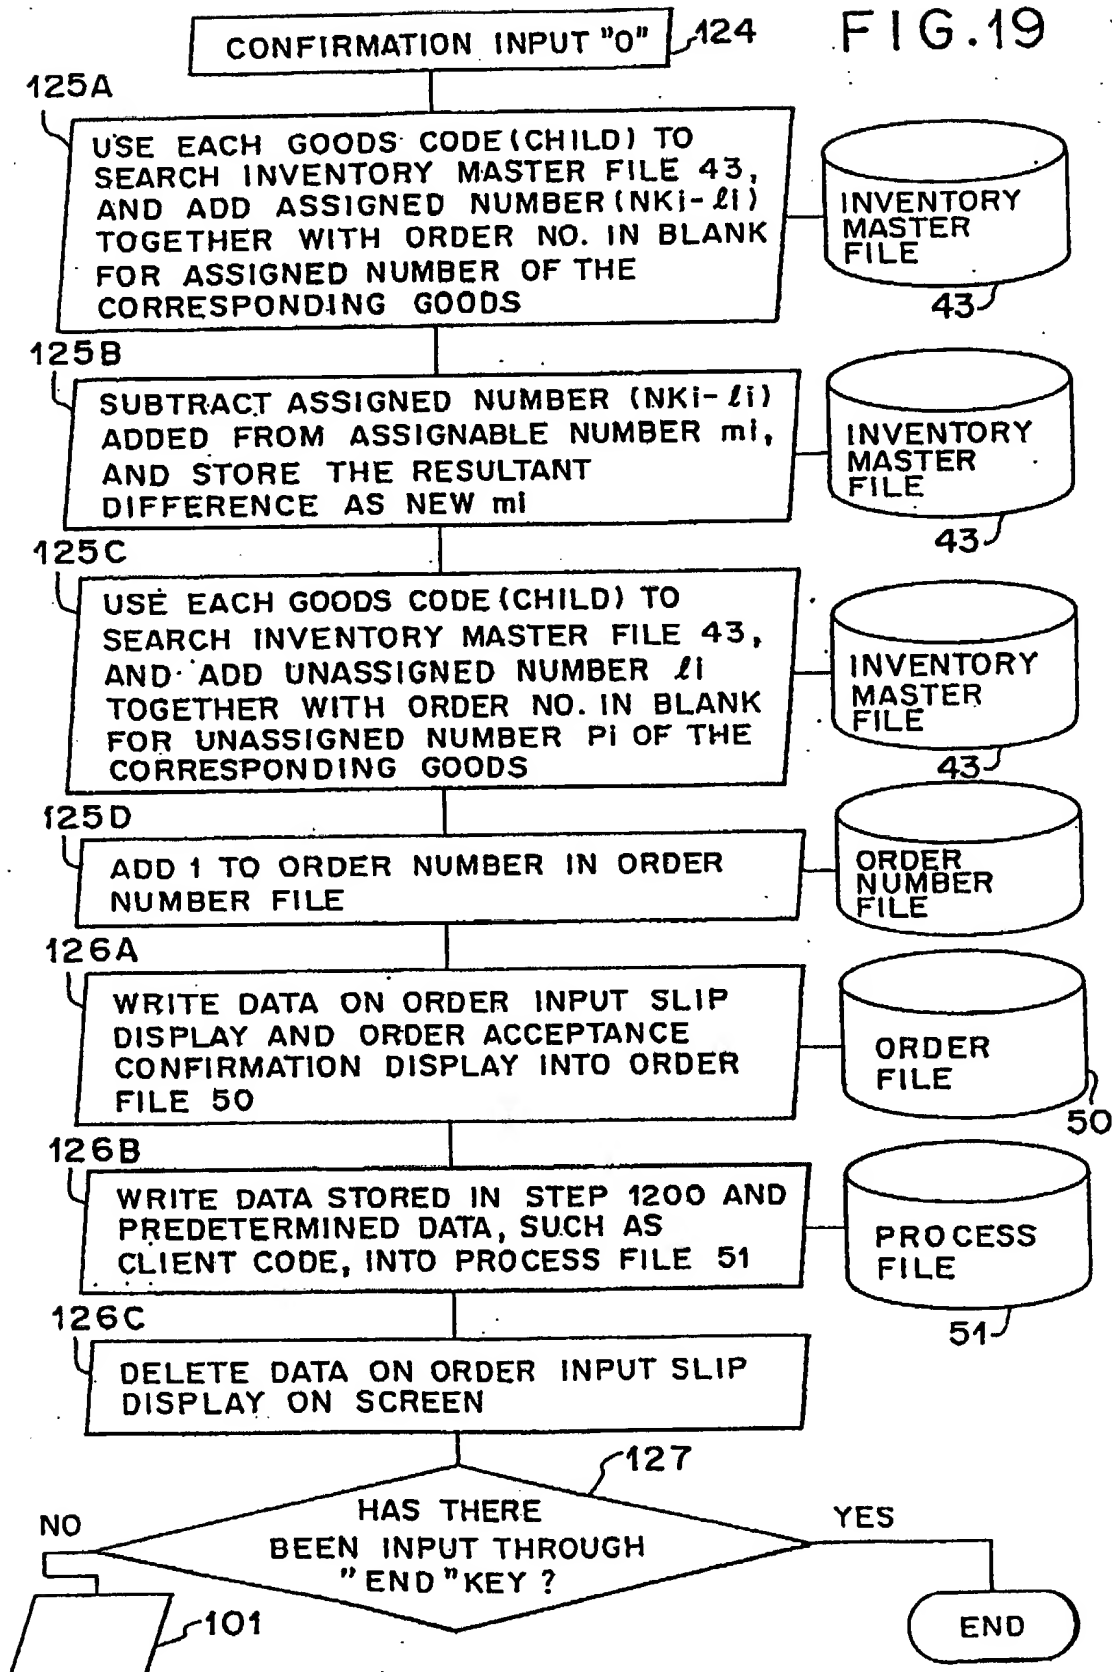 FIG.19
CONFIRMATION INPUT "0"
124
125A
USE EACH GOODS CODE (CHILD) TO
SEARCH INVENTORY MASTER FILE 43,
AND ADD ASSIGNED NUMBER (NKi-ℓi)
TOGETHER WITH ORDER NO. IN BLANK
FOR ASSIGNED NUMBER OF THE
CORRESPONDING GOODS
INVENTORY
MASTER
FILE
43
125B
SUBTRACT ASSIGNED NUMBER (NKi-ℓi)
ADDED FROM ASSIGNABLE NUMBER mi,
AND STORE THE RESULTANT
DIFFERENCE AS NEW mi
INVENTORY
MASTER
FILE
43
125C
USE EACH GOODS CODE (CHILD) TO
SEARCH INVENTORY MASTER FILE 43,
AND ADD UNASSIGNED NUMBER ℓi
TOGETHER WITH ORDER NO. IN BLANK
FOR UNASSIGNED NUMBER Pi OF THE
CORRESPONDING GOODS
INVENTORY
MASTER
FILE
43
125D
ADD 1 TO ORDER NUMBER IN ORDER
NUMBER FILE
ORDER
NUMBER
FILE
126A
WRITE DATA ON ORDER INPUT SLIP
DISPLAY AND ORDER ACCEPTANCE
CONFIRMATION DISPLAY INTO ORDER
FILE 50
ORDER
FILE
50
126B
WRITE DATA STORED IN STEP 1200 AND
PREDETERMINED DATA, SUCH AS
CLIENT CODE, INTO PROCESS FILE 51
PROCESS
FILE
51
126C
DELETE DATA ON ORDER INPUT SLIP
DISPLAY ON SCREEN
127
HAS THERE
BEEN INPUT THROUGH
"END" KEY?
NO
YES
101
END